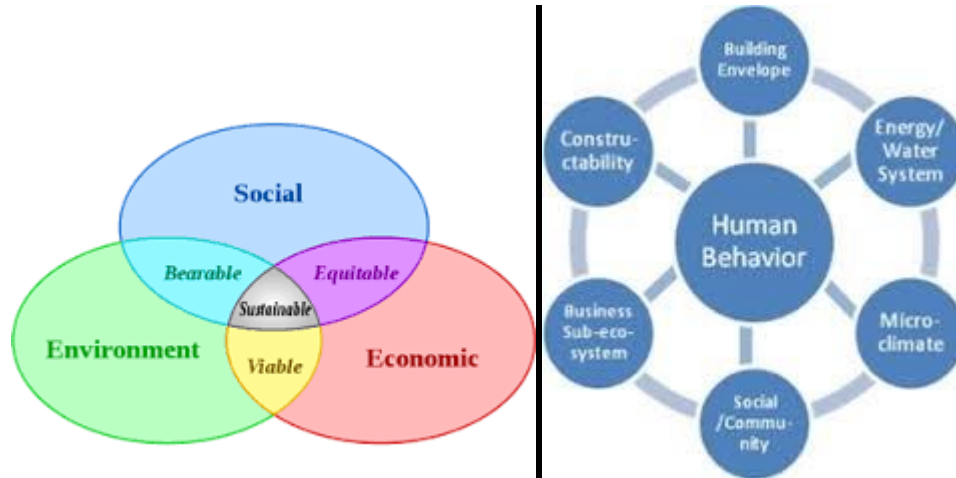 Social
Bearable
Equitable
Sustainable
Environment
Viable
Economic
Building
Envelope
Constru-
ctability
Energy/
Water
System
Human
Behavior
Business
Sub-eco-
system
Micro-
climate
Social
/Commu-
nity